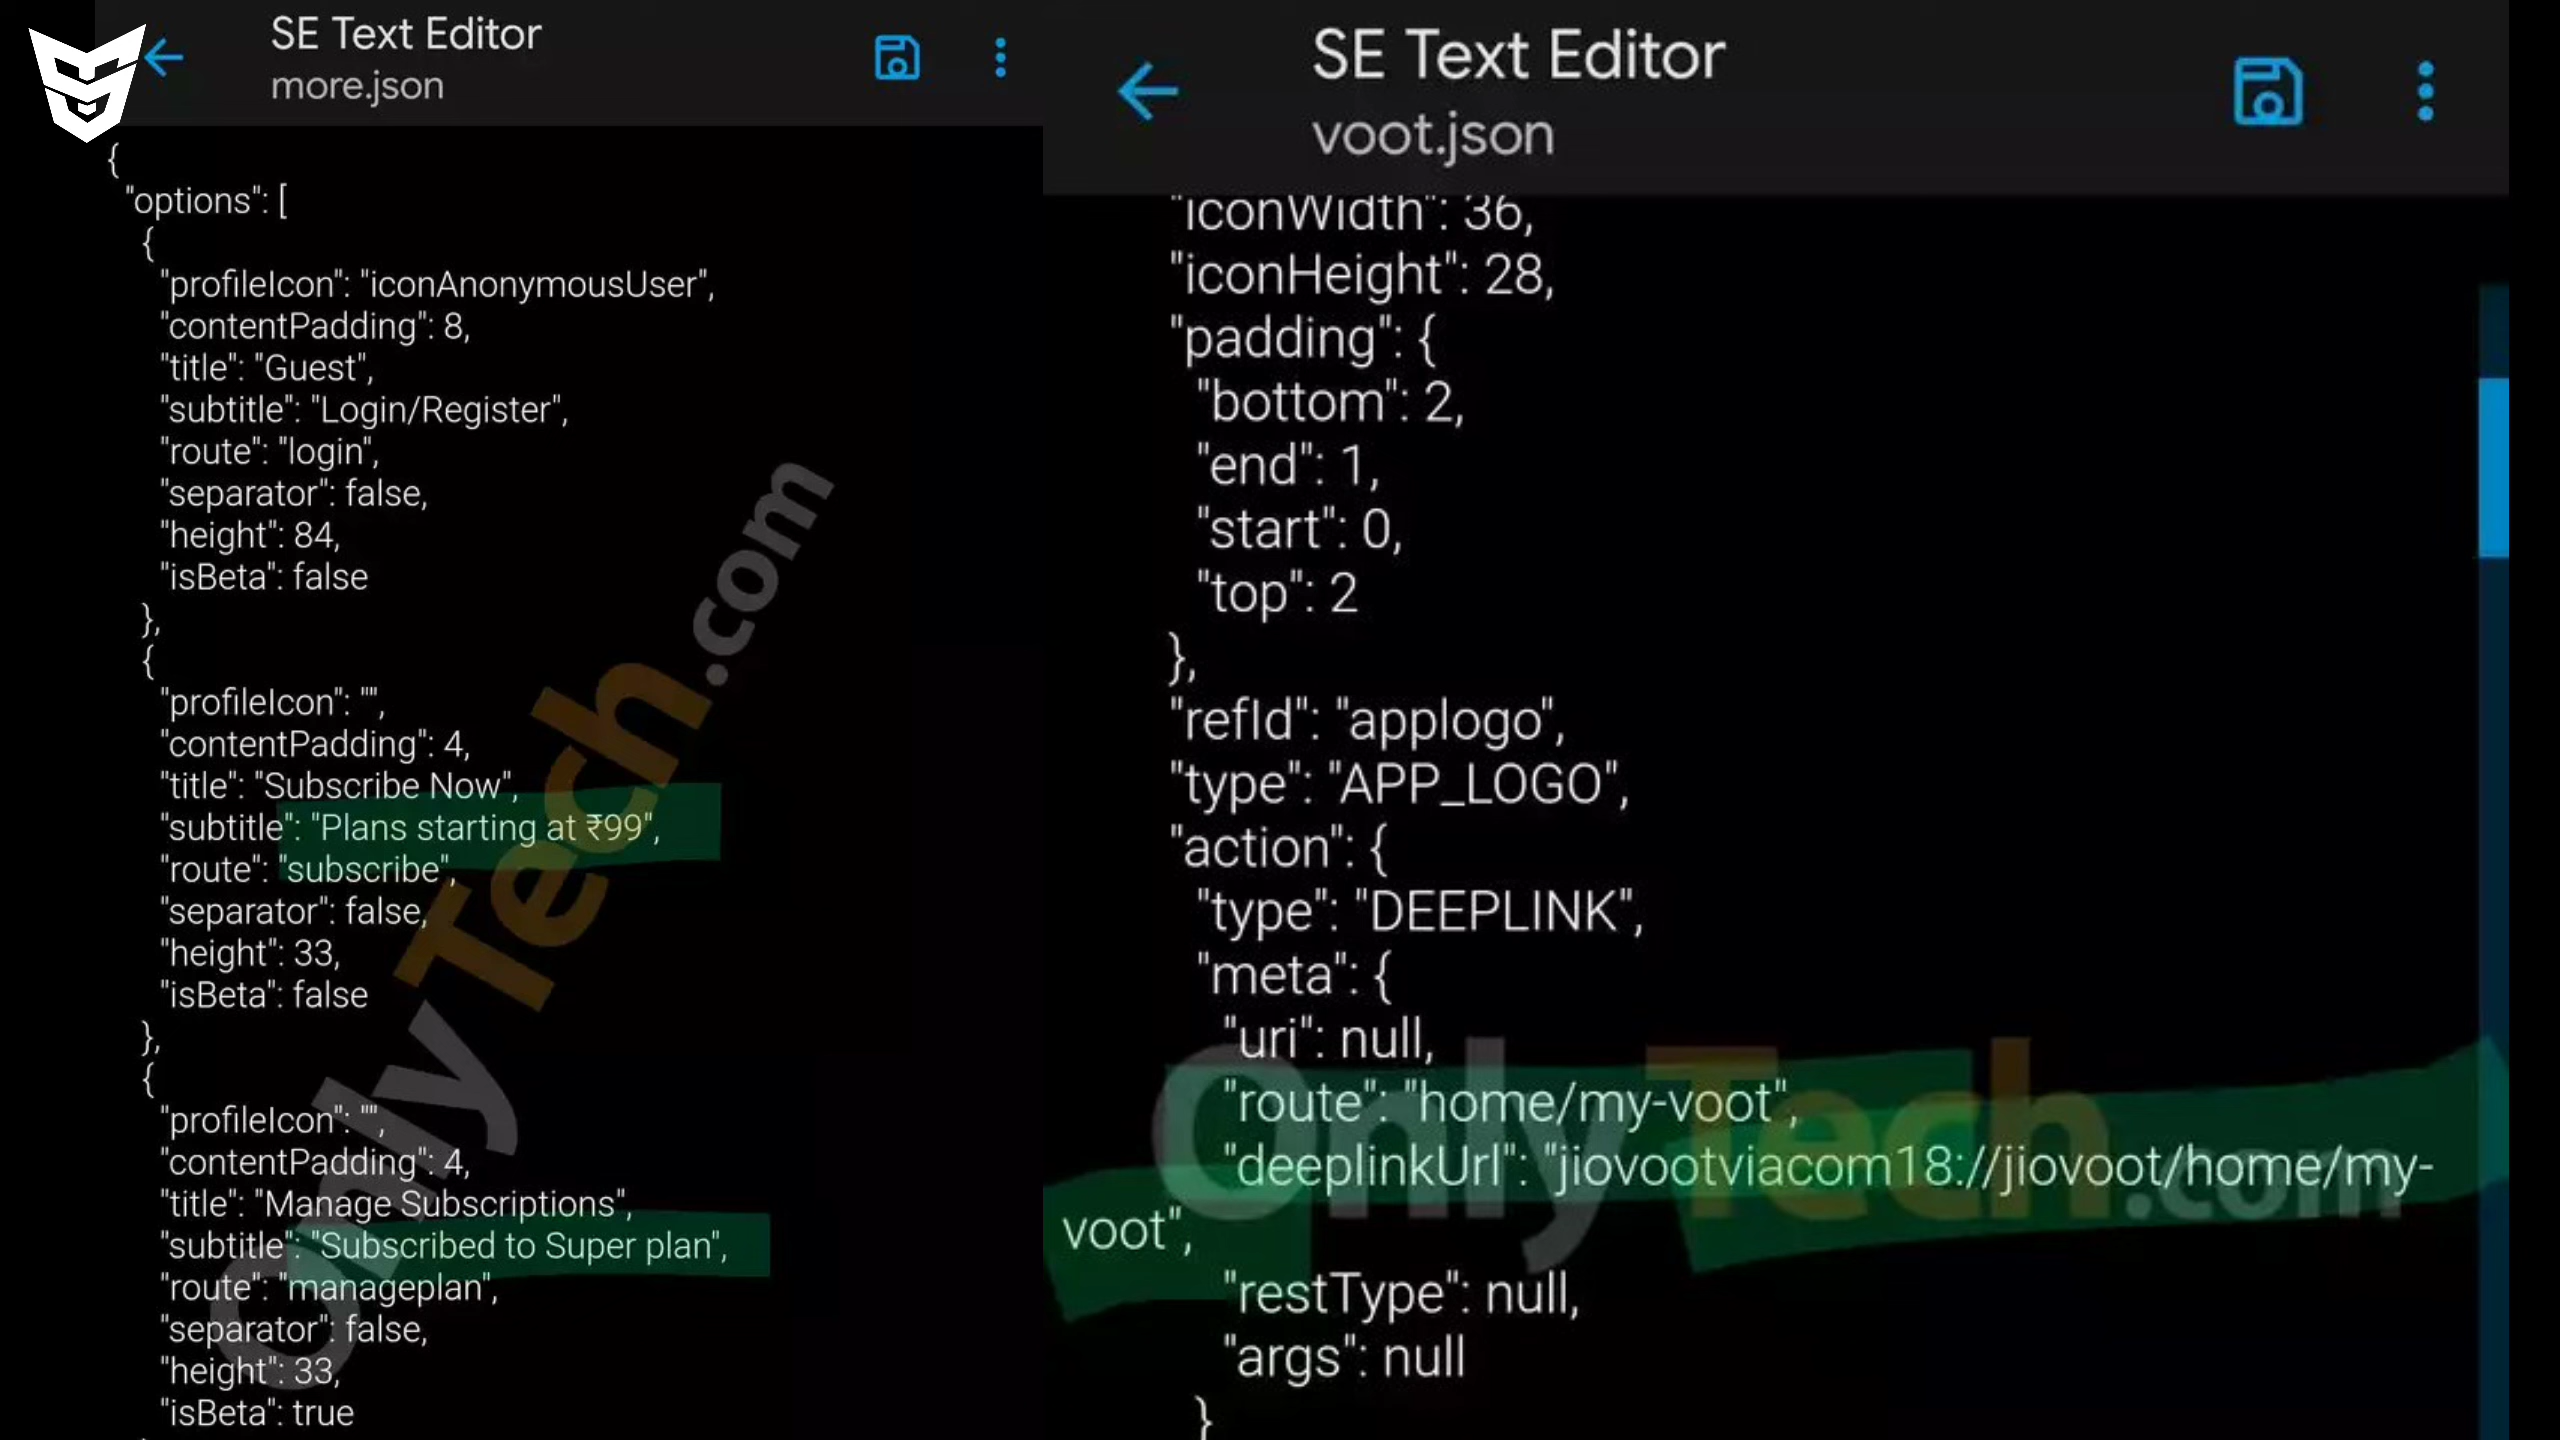 SE Text Editor
more.json
{
"options": [
{
"profileIcon": "iconAnonymousUser",
"contentPadding": 8,
"title": "Guest",
"subtitle": "Login/Register",
"route": "login",
"separator": false,
"height": 84,
"isBeta": false
},
{
"profileIcon": "",
"contentPadding": 4,
"title": "Subscribe Now",
"subtitle": "Plans starting at ₹99",
"route": "subscribe",
"separator": false,
"height": 33,
"isBeta": false
},
{
"profileIcon": "",
"contentPadding": 4,
"title": "Manage Subscriptions",
"subtitle": "Subscribed to Super plan",
"route": "manageplan",
"separator": false,
"height": 33,
"isBeta": true
OnlyTech.com
SE Text Editor
voot.json
"iconWidth": 36,
"iconHeight": 28,
"padding": {
"bottom": 2,
"end": 1,
"start": 0,
"top": 2
},
"refId": "applogo",
"type": "APP_LOGO",
"action": {
"type": "DEEPLINK",
"meta": {
"uri": null,
"route": "home/my-voot",
"deeplinkUrl": "jiovootviacom18://jiovoot/home/my-
voot",
"restType": null,
"args": null
}
OnlyTech.com